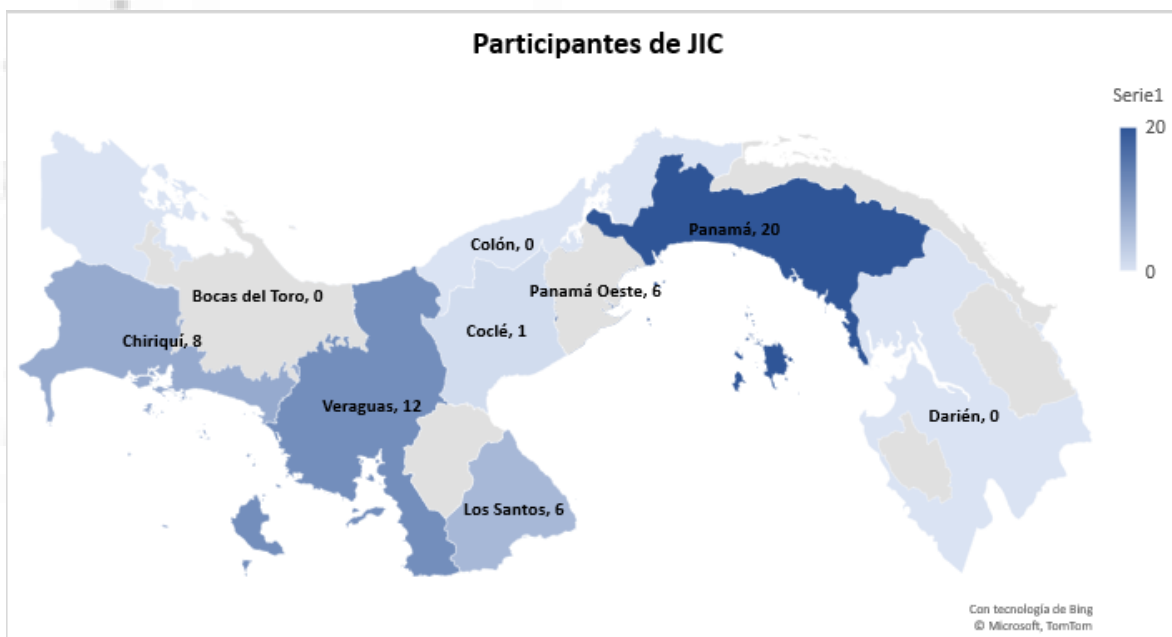 Participantes de JIC
Serie1
20
0
Colón, 0
Panamá, 20
Bocas del Toro, 0
Panamá Oeste, 6
Chiriquí, 8
Coclé, 1
Veraguas, 12
Darién, 0
Los Santos, 6
Con tecnología de Bing
© Microsoft, TomTom